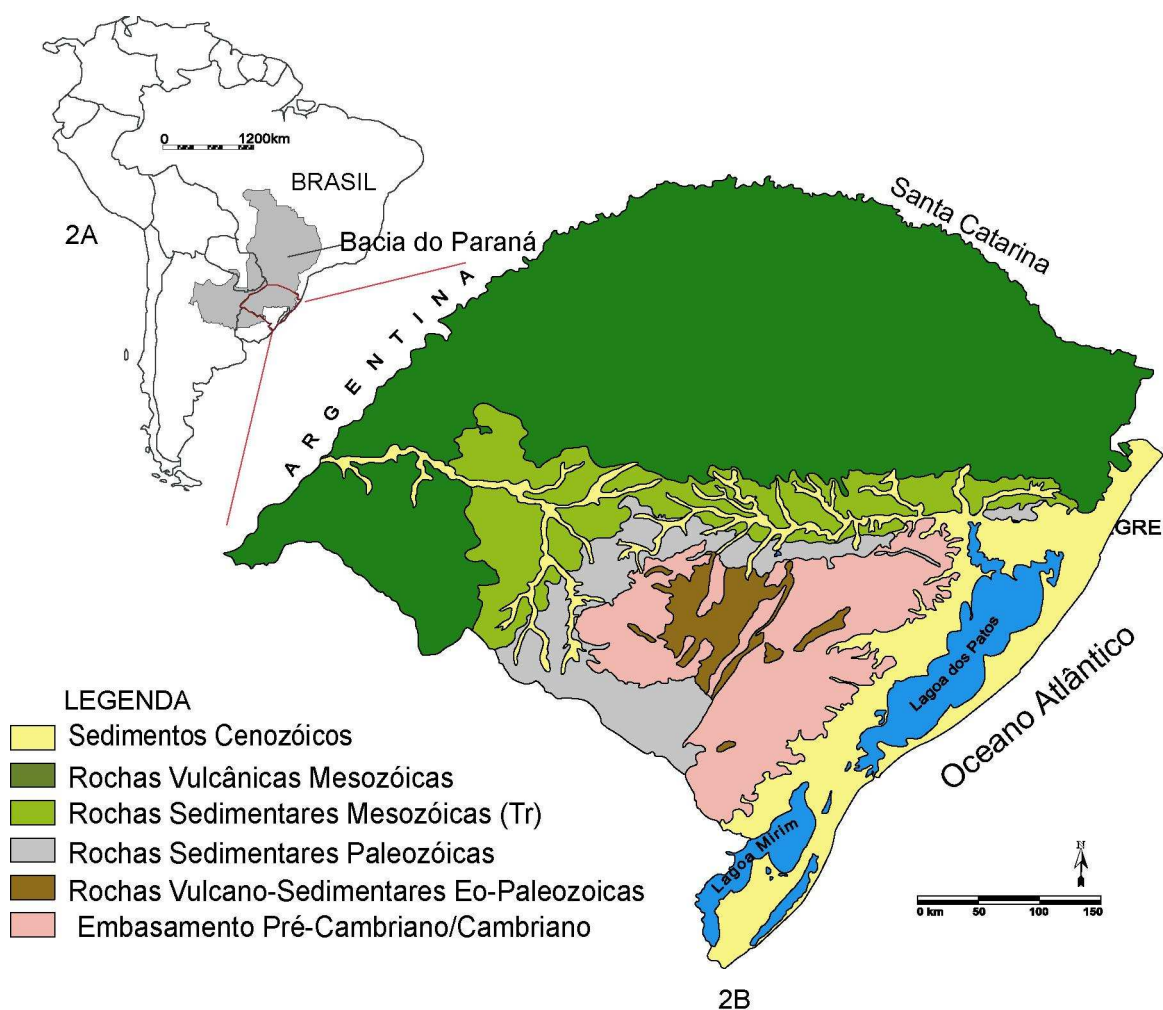 0 1200km
BRASIL
2A
Bacia do Paraná
Santa Catarina
ARGENTINA
GRE
Lagoa dos Patos
Oceano Atlântico
Lagoa Mirim
LEGENDA
Sedimentos Cenozóicos
Rochas Vulcânicas Mesozóicas
Rochas Sedimentares Mesozóicas (Tr)
Rochas Sedimentares Paleozóicas
Rochas Vulcano-Sedimentares Eo-Paleozoicas
Embasamento Pré-Cambriano/Cambriano
N
0 km 50 100 150
2B